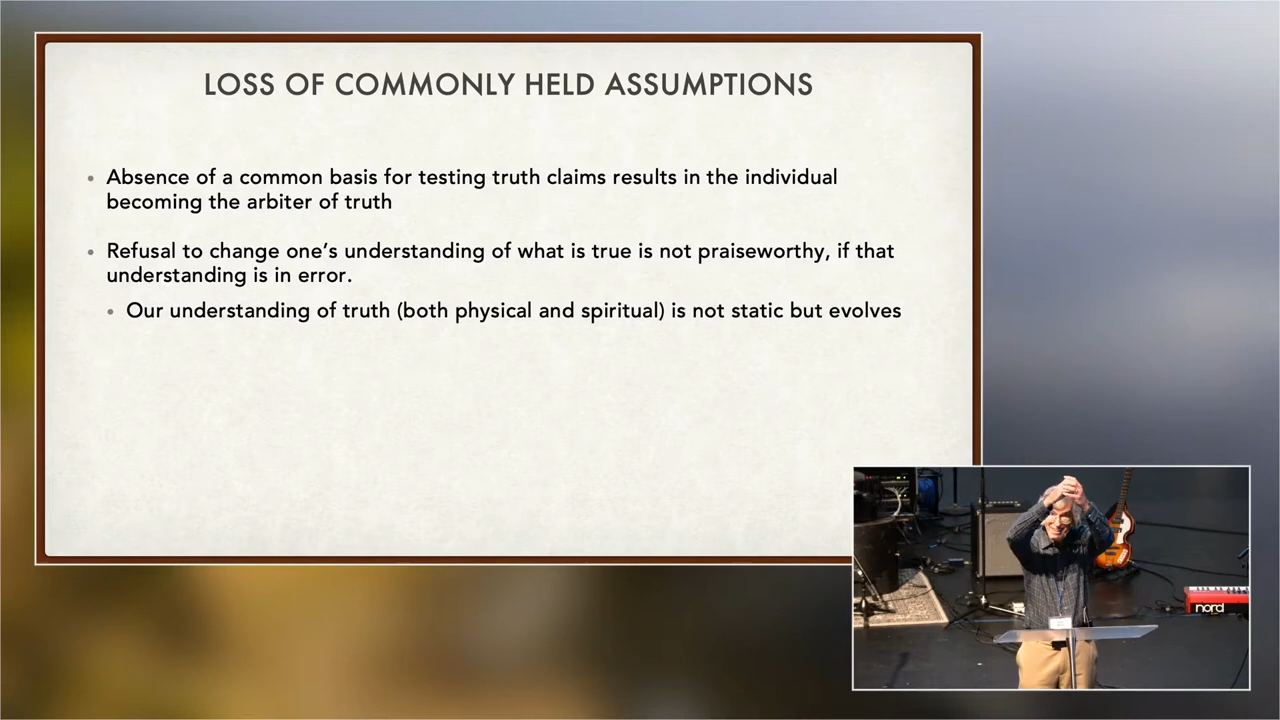 LOSS OF COMMONLY HELD ASSUMPTIONS
• Absence of a common basis for testing truth claims results in the individual
becoming the arbiter of truth
• Refusal to change one’s understanding of what is true is not praiseworthy, if that
understanding is in error.
• Our understanding of truth (both physical and spiritual) is not static but evolves
nord